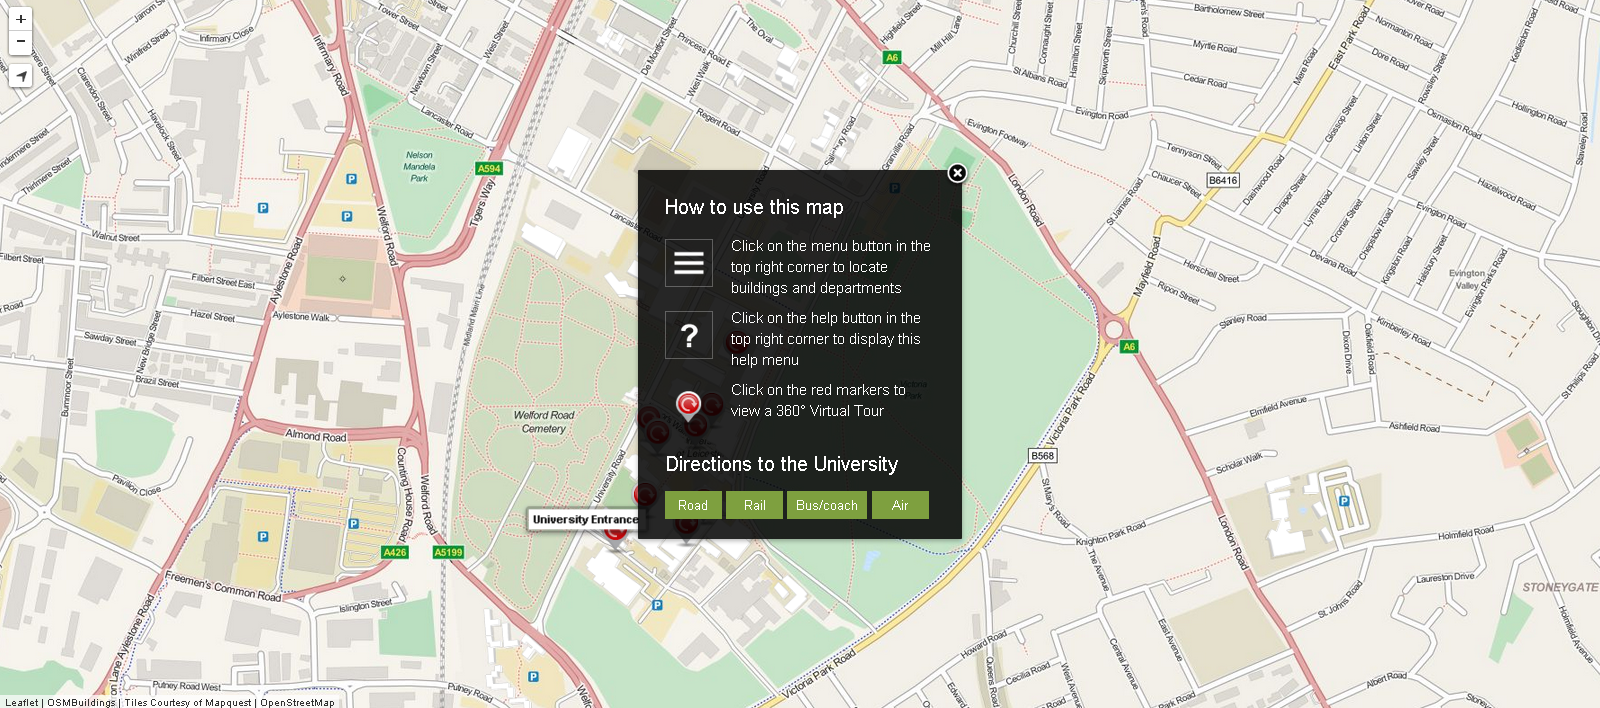 +
−
How to use this map
Click on the menu button in the
top right corner to locate
buildings and departments
?
Click on the help button in the
top right corner to display this
help menu
Click on the red markers to
view a 360° Virtual Tour
Directions to the University
Road
Rail
Bus/coach
Air
University Entrance
Infirmary Close
Infirmary Road
Winifred Street
Clarendon Street
Havelock Street
Thirlmere Street
Walnut Street
Filbert Street
Filbert Street East
Hazel Street
Sawday Street
New Bridge Street
Brazil Street
Burnmoor Street
Pavilion Close
Aylestone Road
Aylestone Walk
Almond Road
Counting House Road
Welford Road
Welford Road
Freemen's Common Road
Islington Street
Putney Road West
Putney Road
Tower Street
West Street
Newtown Street
Lancaster Road
Nelson
Mandela
Park
A594
Tigers Way
Midland Main Line
Welford Road
Cemetery
University Road
A426
A5199
De Montfort Street
Princess Road E
West Walk
Regent Road
The Oval
Salisbury Road
Granville Road
Highfield Street
Mill Hill Lane
A6
Churchill Street
Connaught Street
Hamilton Street
Skipworth Street
St Albans Road
Bartholomew Street
Myrtle Road
Cedar Road
Evington Footway
Evington Road
London Road
Tennyson Street
Chaucer Street
B6416
St James Road
Mayfield Road
Herschell Street
Ripon Street
East Park Road
Mere Road
Normanton Road
Dore Road
Rowsley Street
Kedleston Road
Osmaston Road
Hollington Road
Staveley Road
Glossop Street
Linton Street
Dashwood Road
Draper Street
Lyme Road
Cromer Street
Chepstow Road
Devana Road
Kingston Road
Halsbury Street
Evington Road
Evington Parks Road
Hazelwood Road
Evington
Valley
Kimberley Road
Stoughton Dr
St Philips Road
Oakfield Road
Dixon Drive
Stanley Road
A6
Elmfield Avenue
Ashfield Road
Scholar Walk
Victoria Park Road
B568
St Mary's Road
Knighton Park Road
The Avenue
London Road
Holmfield Road
Laureston Drive
St. Johns Road
STONEYGATE
Holmfield Avenue
Howard Road
Queens Road
Cecilia Road
West Avenue
Central Avenue
East Avenue
Albert Road
Victoria Park Road
Leaflet | OSMBuildings | Tiles Courtesy of Mapquest | OpenStreetMap